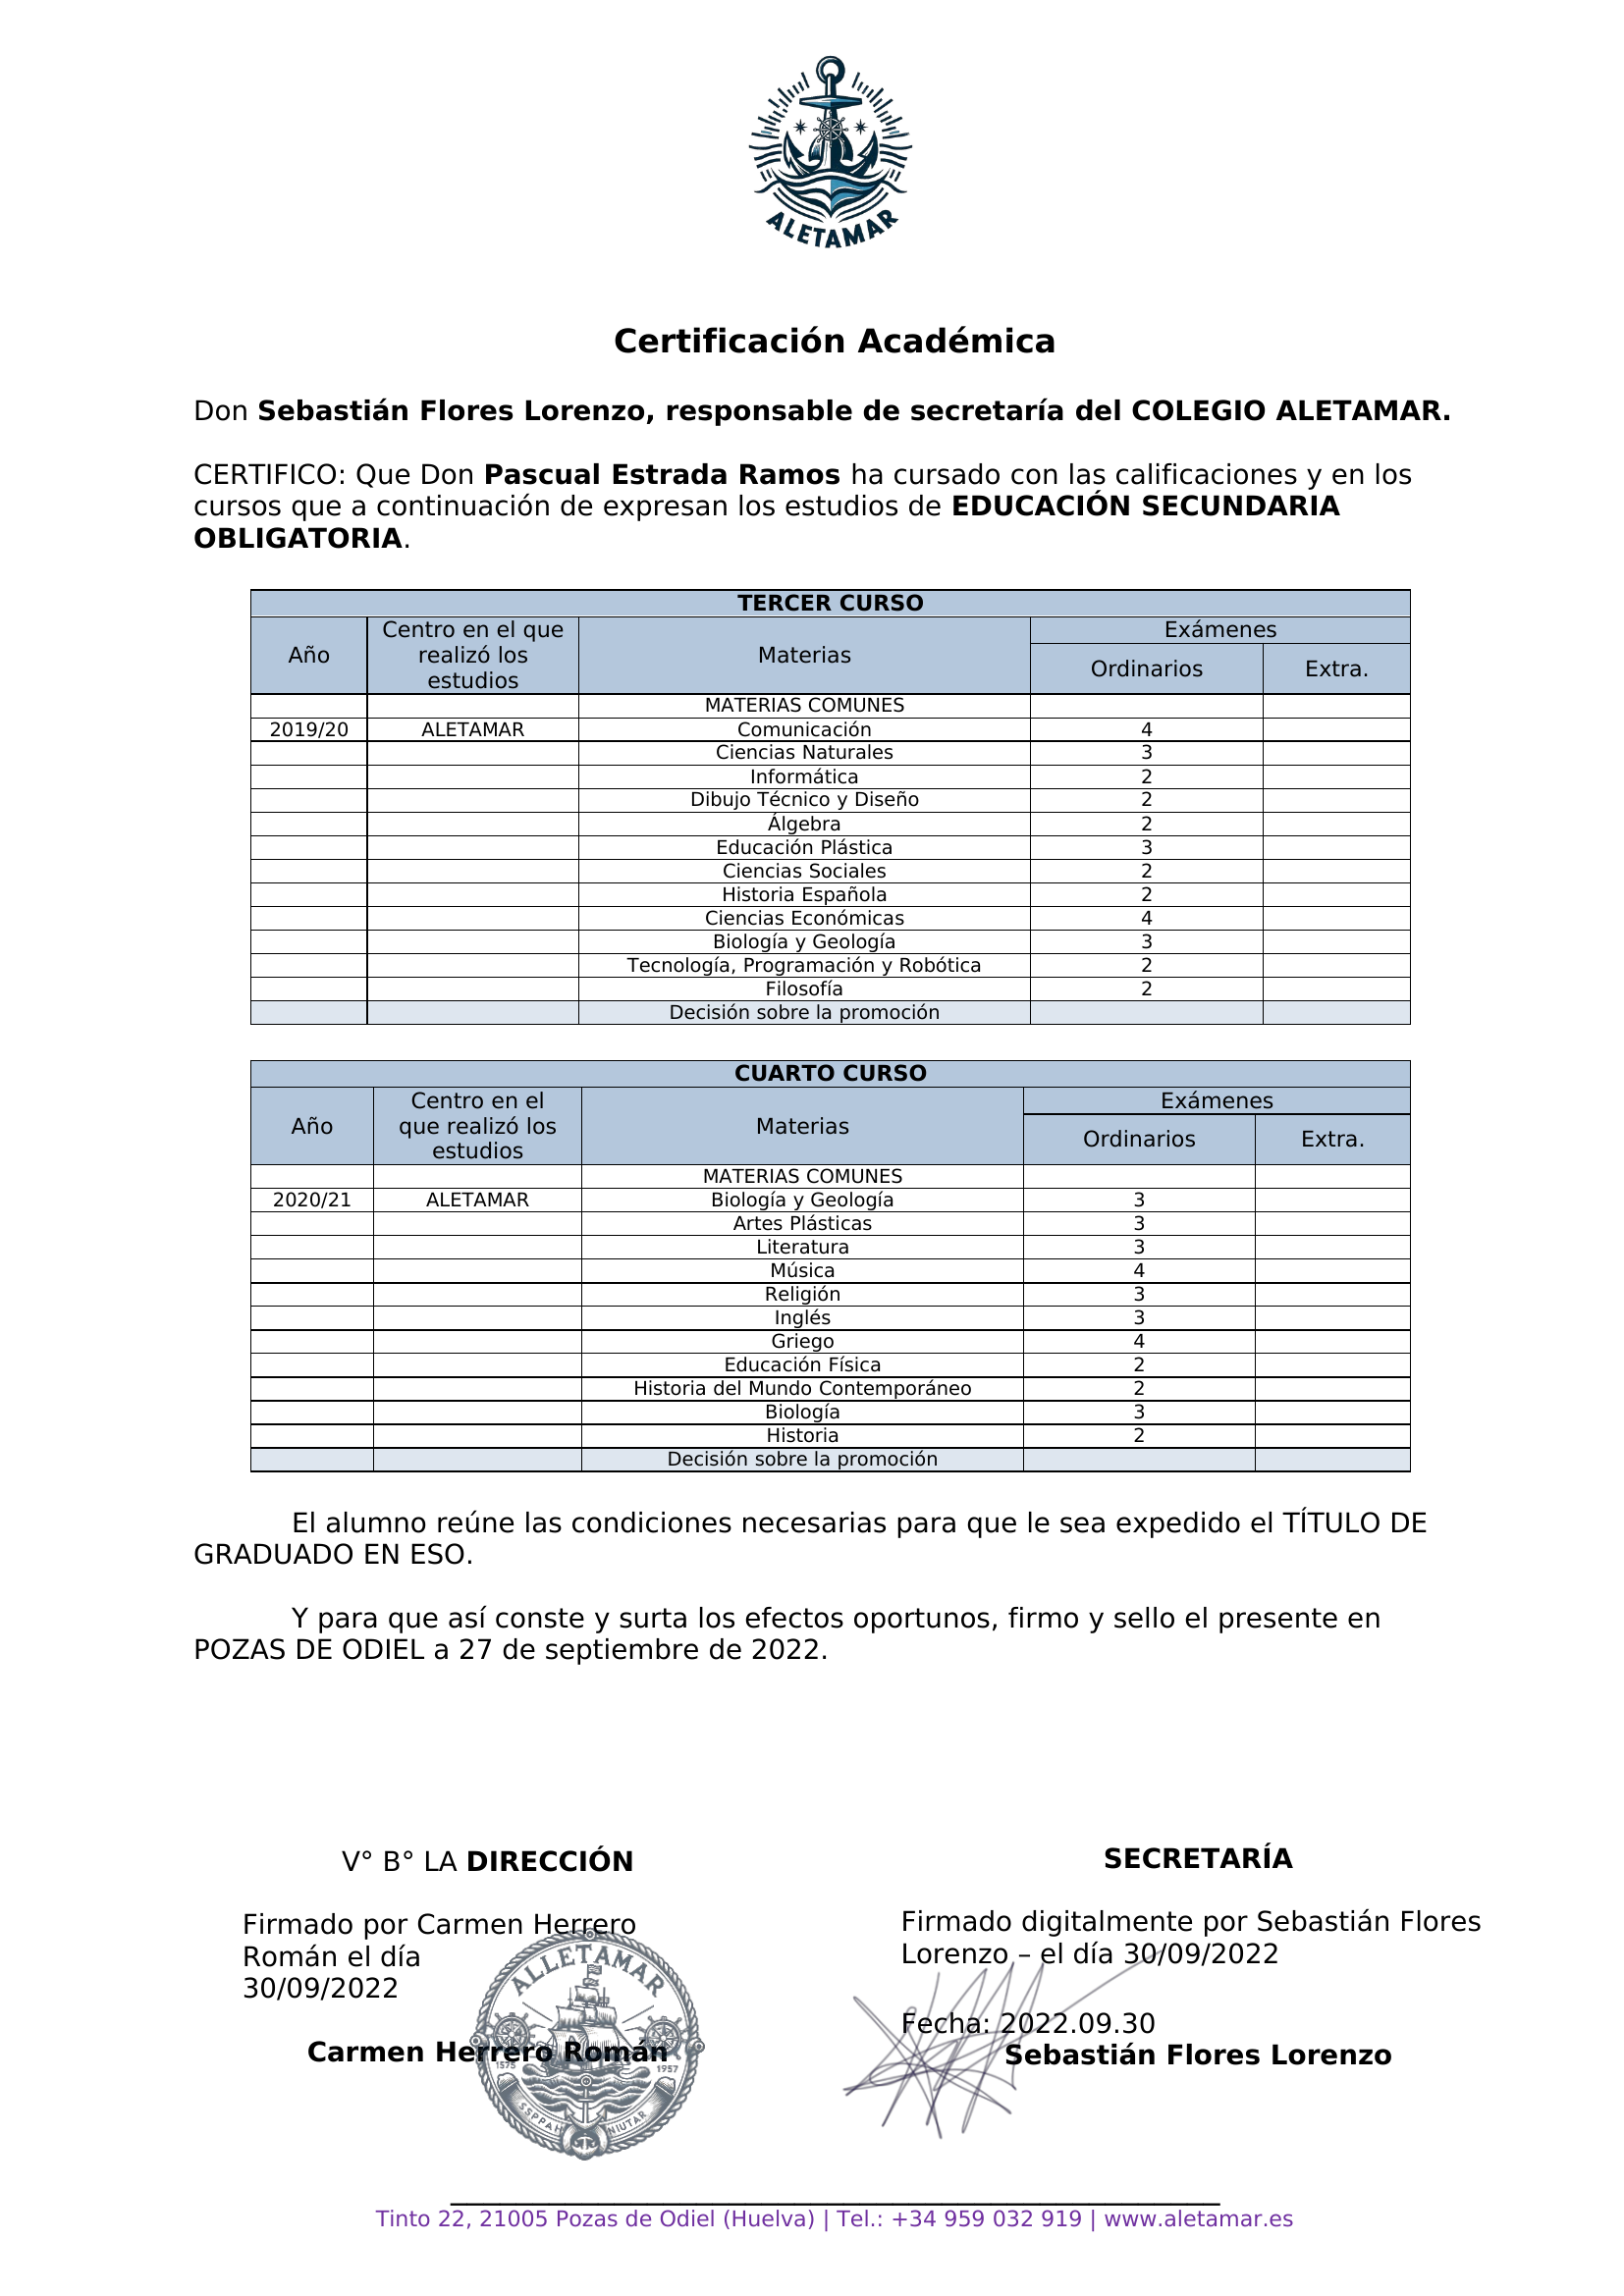 ALETAMAR
Certificación Académica
Don Sebastián Flores Lorenzo, responsable de secretaría del COLEGIO ALETAMAR.
CERTIFICO: Que Don Pascual Estrada Ramos ha cursado con las calificaciones y en los
cursos que a continuación de expresan los estudios de EDUCACIÓN SECUNDARIA
OBLIGATORIA.
TERCER CURSO
Año Centro en el que realizó los estudios Materias Exámenes
Ordinarios Extra.
MATERIAS COMUNES
2019/20 ALETAMAR Comunicación 4
Ciencias Naturales 3
Informática 2
Dibujo Técnico y Diseño 2
Álgebra 2
Educación Plástica 3
Ciencias Sociales 2
Historia Española 2
Ciencias Económicas 4
Biología y Geología 3
Tecnología, Programación y Robótica 2
Filosofía 2
Decisión sobre la promoción
CUARTO CURSO
Año Centro en el que realizó los estudios Materias Exámenes
Ordinarios Extra.
MATERIAS COMUNES
2020/21 ALETAMAR Biología y Geología 3
Artes Plásticas 3
Literatura 3
Música 4
Religión 3
Inglés 3
Griego 4
Educación Física 2
Historia del Mundo Contemporáneo 2
Biología 3
Historia 2
Decisión sobre la promoción
El alumno reúne las condiciones necesarias para que le sea expedido el TÍTULO DE
GRADUADO EN ESO.
Y para que así conste y surta los efectos oportunos, firmo y sello el presente en
POZAS DE ODIEL a 27 de septiembre de 2022.
V° B° LA DIRECCIÓN
Firmado por Carmen Herrero
Román el día
30/09/2022
Carmen Herrero Román
ALLETAMAR
1575
1957
SSPPAH NIUTAR
SECRETARÍA
Firmado digitalmente por Sebastián Flores
Lorenzo – el día 30/09/2022
Fecha: 2022.09.30
Sebastián Flores Lorenzo
Tinto 22, 21005 Pozas de Odiel (Huelva) | Tel.: +34 959 032 919 | www.aletamar.es